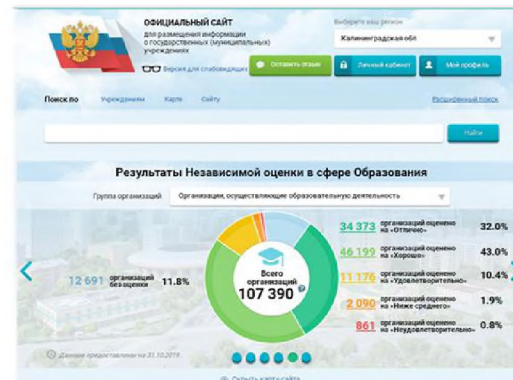 ОФИЦИАЛЬНЫЙ САЙТ
для размещения информации
о государственных (муниципальных)
учреждениях
Версия для слабовидящих
Выберите ваш регион
Калининградская обл
Оставить отзыв
Личный кабинет
Мой профиль
Поиск по Учреждениям Карте Сайту
Расширенный поиск
Найти
Результаты Независимой оценки в сфере Образования
Группа организаций
Организации, осуществляющие образовательную деятельность
12 691 организаций без оценки 11.8%
Всего
организаций
107 390
34 373 организаций оценено на «Отлично» 32.0%
46 199 организаций оценено на «Хорошо» 43.0%
11 176 организаций оценено на «Удовлетворительно» 10.4%
2 090 организаций оценено на «Ниже среднего» 1.9%
861 организаций оценено на «Неудовлетворительно» 0.8%
Данные предоставлены на 31.10.2019
Скрыть карту сайта